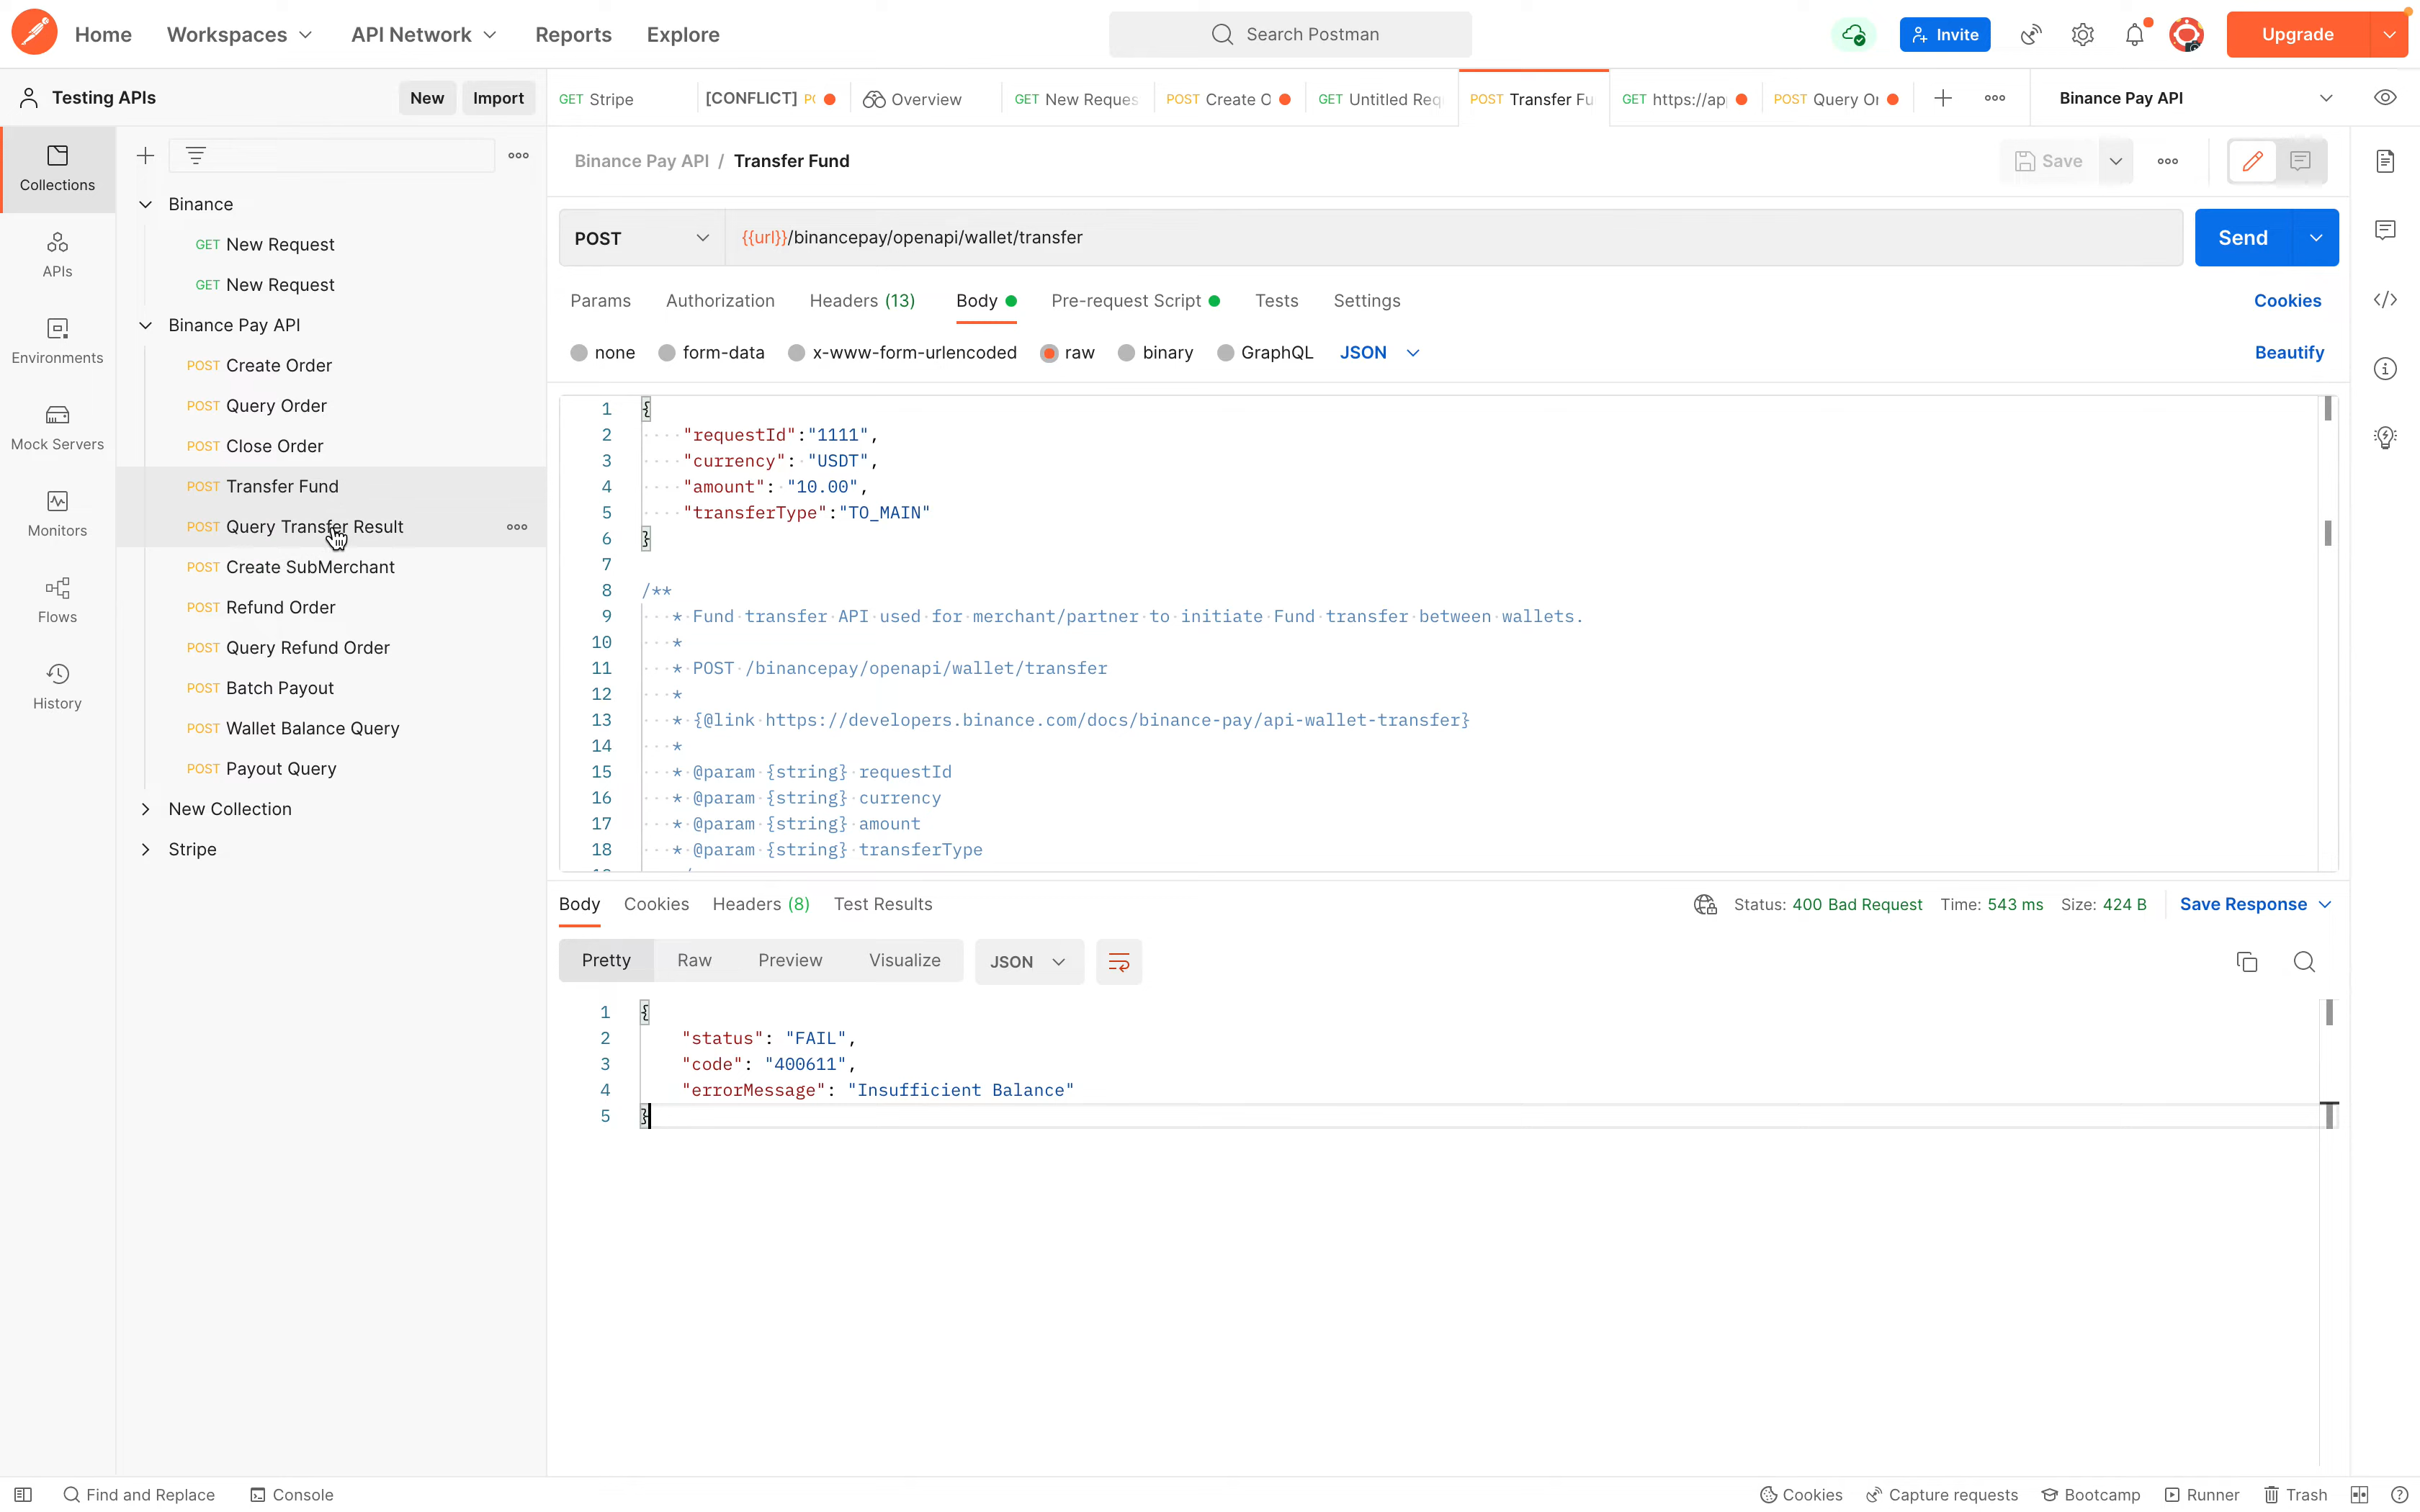 Home Workspaces API Network Reports Explore Search Postman Invite Upgrade
Testing APIs New Import GET Stripe [CONFLICT] PO Overview GET New Reques POST Create O GET Untitled Req POST Transfer Fu GET https://ap POST Query Or Binance Pay API
Collections
APIs
Environments
Mock Servers
Monitors
Flows
History
Binance
GET New Request
GET New Request
Binance Pay API
POST Create Order
POST Query Order
POST Close Order
POST Transfer Fund
POST Query Transfer Result
POST Create SubMerchant
POST Refund Order
POST Query Refund Order
POST Batch Payout
POST Wallet Balance Query
POST Payout Query
New Collection
Stripe
Binance Pay API / Transfer Fund Save
POST {{url}}/binancepay/openapi/wallet/transfer Send
Params Authorization Headers (13) Body Pre-request Script Tests Settings Cookies
none form-data x-www-form-urlencoded raw binary GraphQL JSON Beautify
1 {
2 "requestId":"1111",
3 "currency": "USDT",
4 "amount": "10.00",
5 "transferType":"TO_MAIN"
6 }
7
8 /**
9 * Fund transfer API used for merchant/partner to initiate Fund transfer between wallets.
10 *
11 * POST /binancepay/openapi/wallet/transfer
12 *
13 * {@link https://developers.binance.com/docs/binance-pay/api-wallet-transfer}
14 *
15 * @param {string} requestId
16 * @param {string} currency
17 * @param {string} amount
18 * @param {string} transferType
Body Cookies Headers (8) Test Results Status: 400 Bad Request Time: 543 ms Size: 424 B Save Response
Pretty Raw Preview Visualize JSON
1 {
2 "status": "FAIL",
3 "code": "400611",
4 "errorMessage": "Insufficient Balance"
5 }
Find and Replace Console Cookies Capture requests Bootcamp Runner Trash